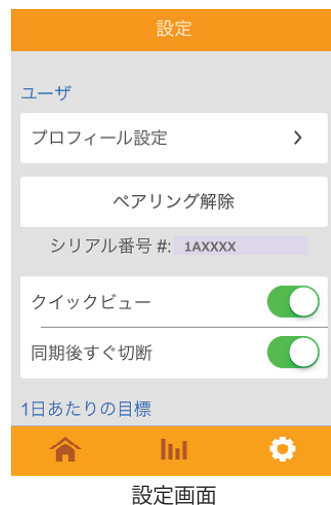 設定
ユーザ
プロフィール設定
ペアリング解除
シリアル番号 #: 1AXXXX
クイックビュー
同期後すぐ切断
1日あたりの目標
設定画面